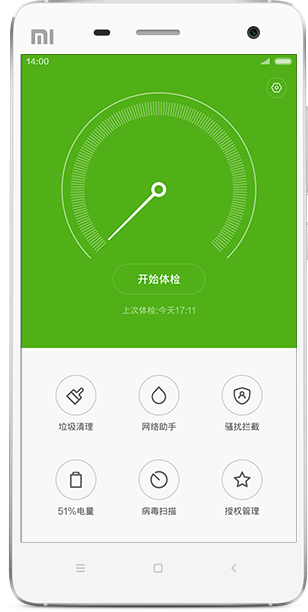 MI
14:00
开始体检
上次体检:今天17:11
垃圾清理
网络助手
骚扰拦截
51%电量
病毒扫描
授权管理